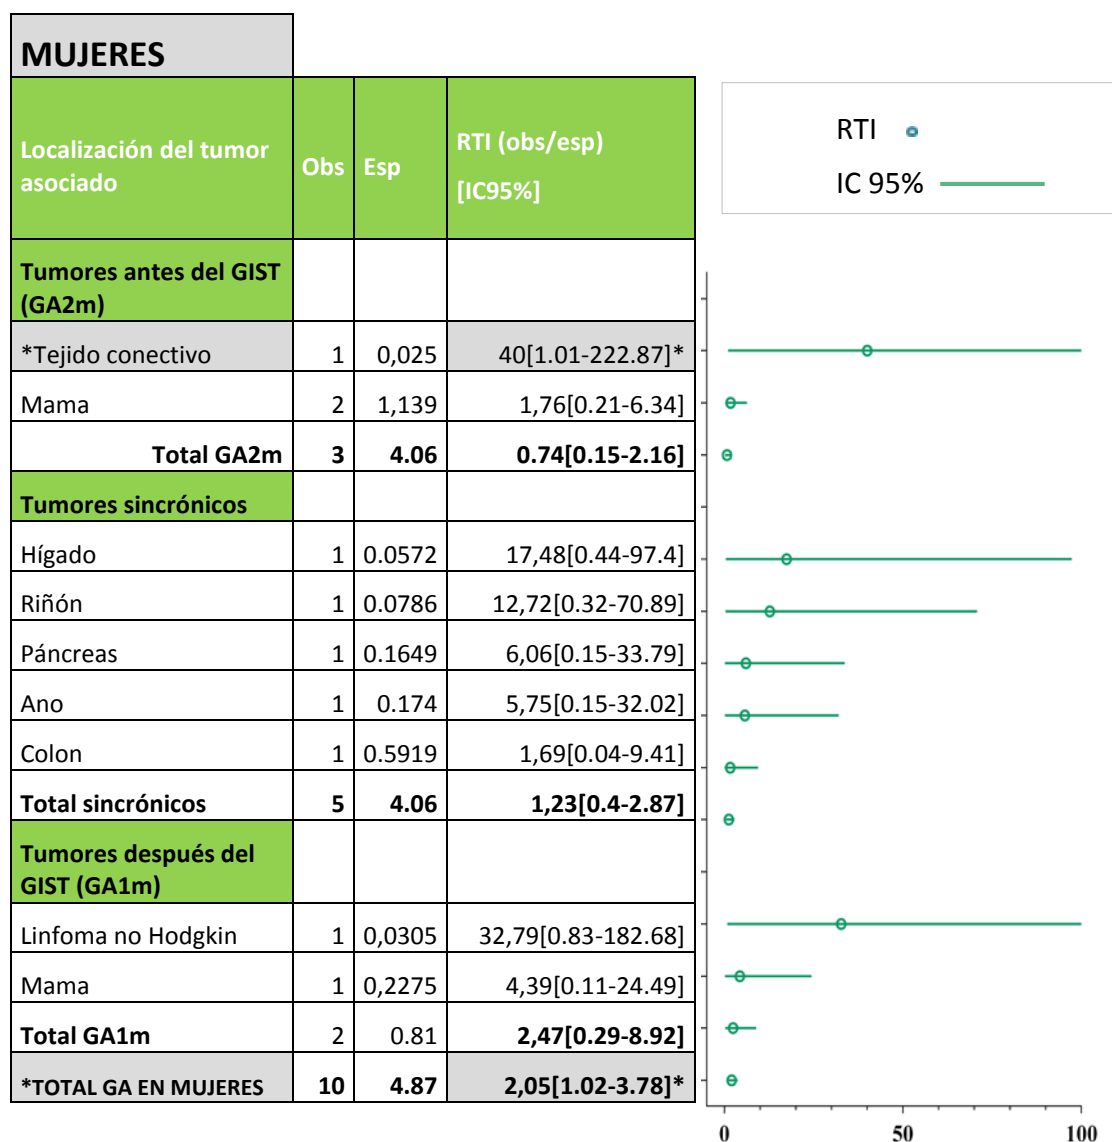 MUJERES
Localización del tumor asociado Obs Esp RTI (obs/esp) [IC95%]
RTI
IC 95%
Tumores antes del GIST (GA2m)
*Tejido conectivo 1 0,025 40[1.01-222.87]*
Mama 2 1,139 1,76[0.21-6.34]
Total GA2m 3 4.06 0.74[0.15-2.16]
Tumores sincrónicos
Hígado 1 0.0572 17,48[0.44-97.4]
Riñón 1 0.0786 12,72[0.32-70.89]
Páncreas 1 0.1649 6,06[0.15-33.79]
Ano 1 0.174 5,75[0.15-32.02]
Colon 1 0.5919 1,69[0.04-9.41]
Total sincrónicos 5 4.06 1,23[0.4-2.87]
Tumores después del GIST (GA1m)
Linfoma no Hodgkin 1 0,0305 32,79[0.83-182.68]
Mama 1 0,2275 4,39[0.11-24.49]
Total GA1m 2 0.81 2,47[0.29-8.92]
*TOTAL GA EN MUJERES 10 4.87 2,05[1.02-3.78]*
0 50 100